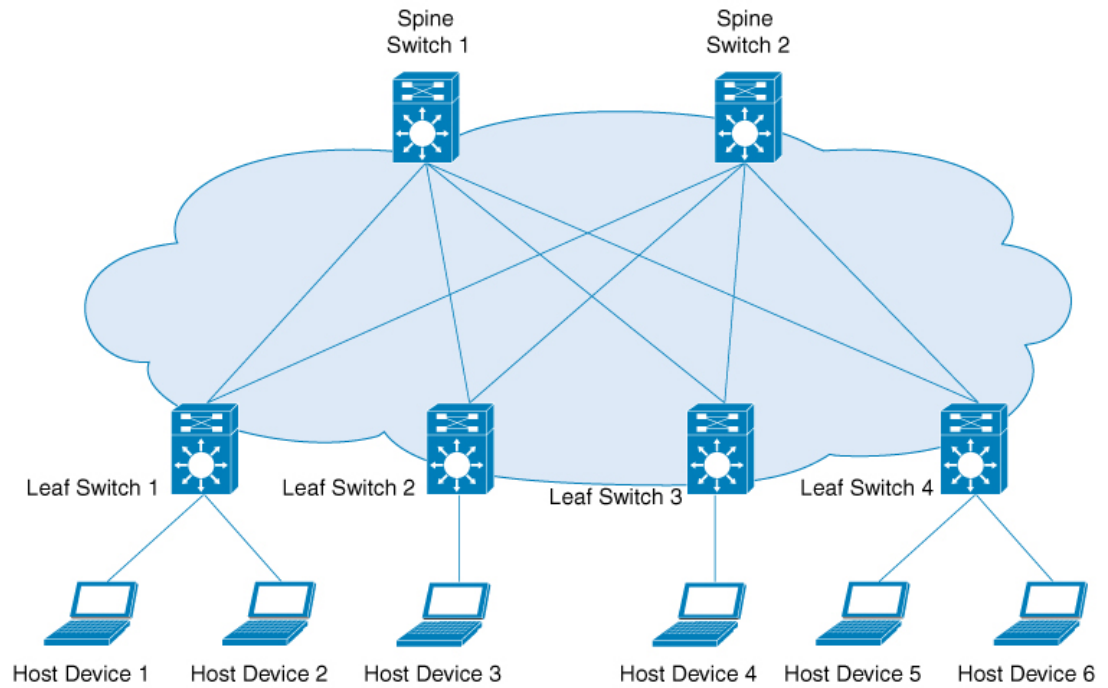 Spine
Switch 1
Spine
Switch 2
Leaf Switch 1
Leaf Switch 2
Leaf Switch 3
Leaf Switch 4
Host Device 1
Host Device 2
Host Device 3
Host Device 4
Host Device 5
Host Device 6